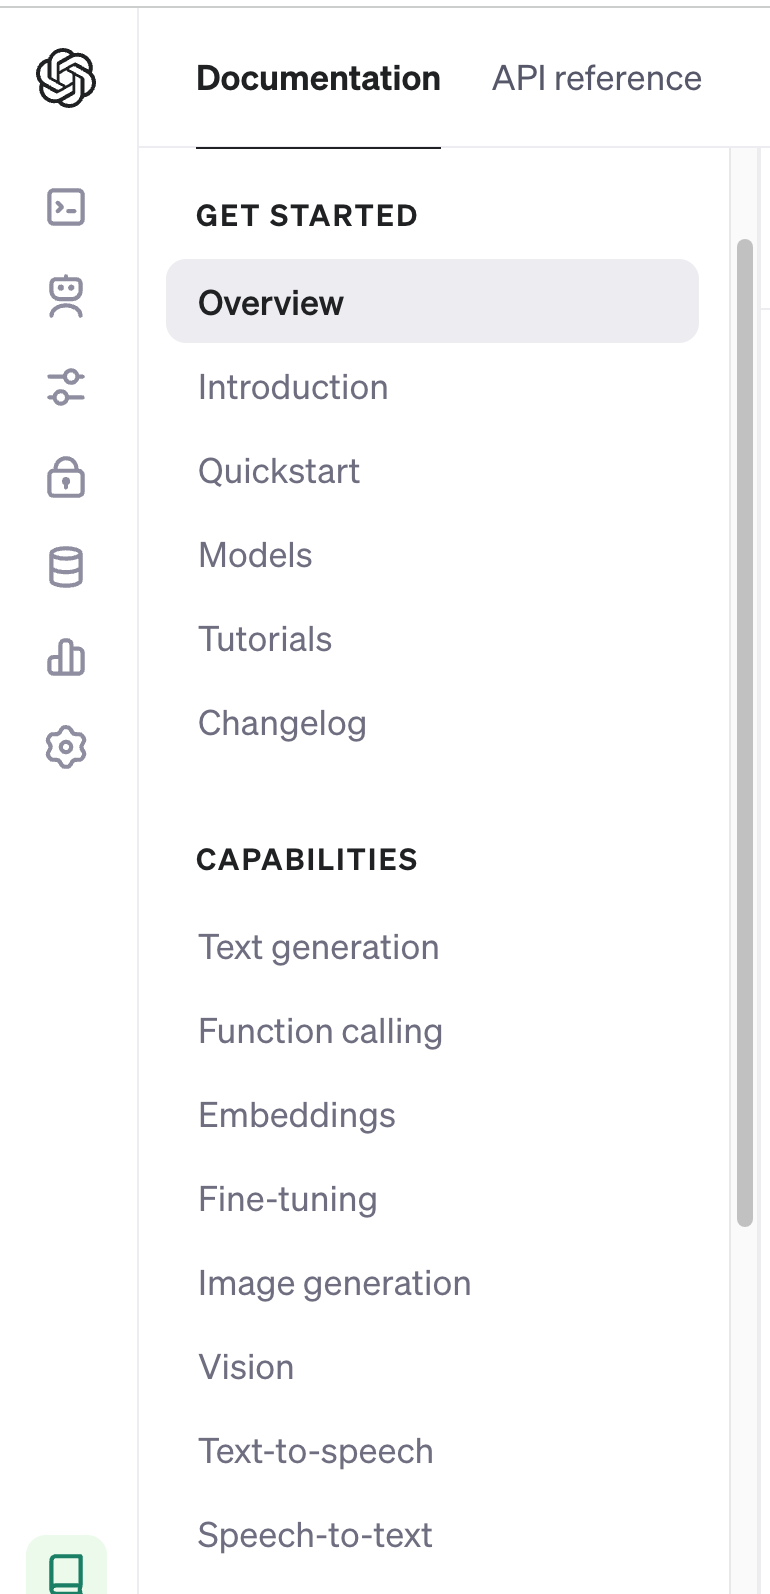 Documentation API reference
GET STARTED
Overview
Introduction
Quickstart
Models
Tutorials
Changelog
CAPABILITIES
Text generation
Function calling
Embeddings
Fine-tuning
Image generation
Vision
Text-to-speech
Speech-to-text